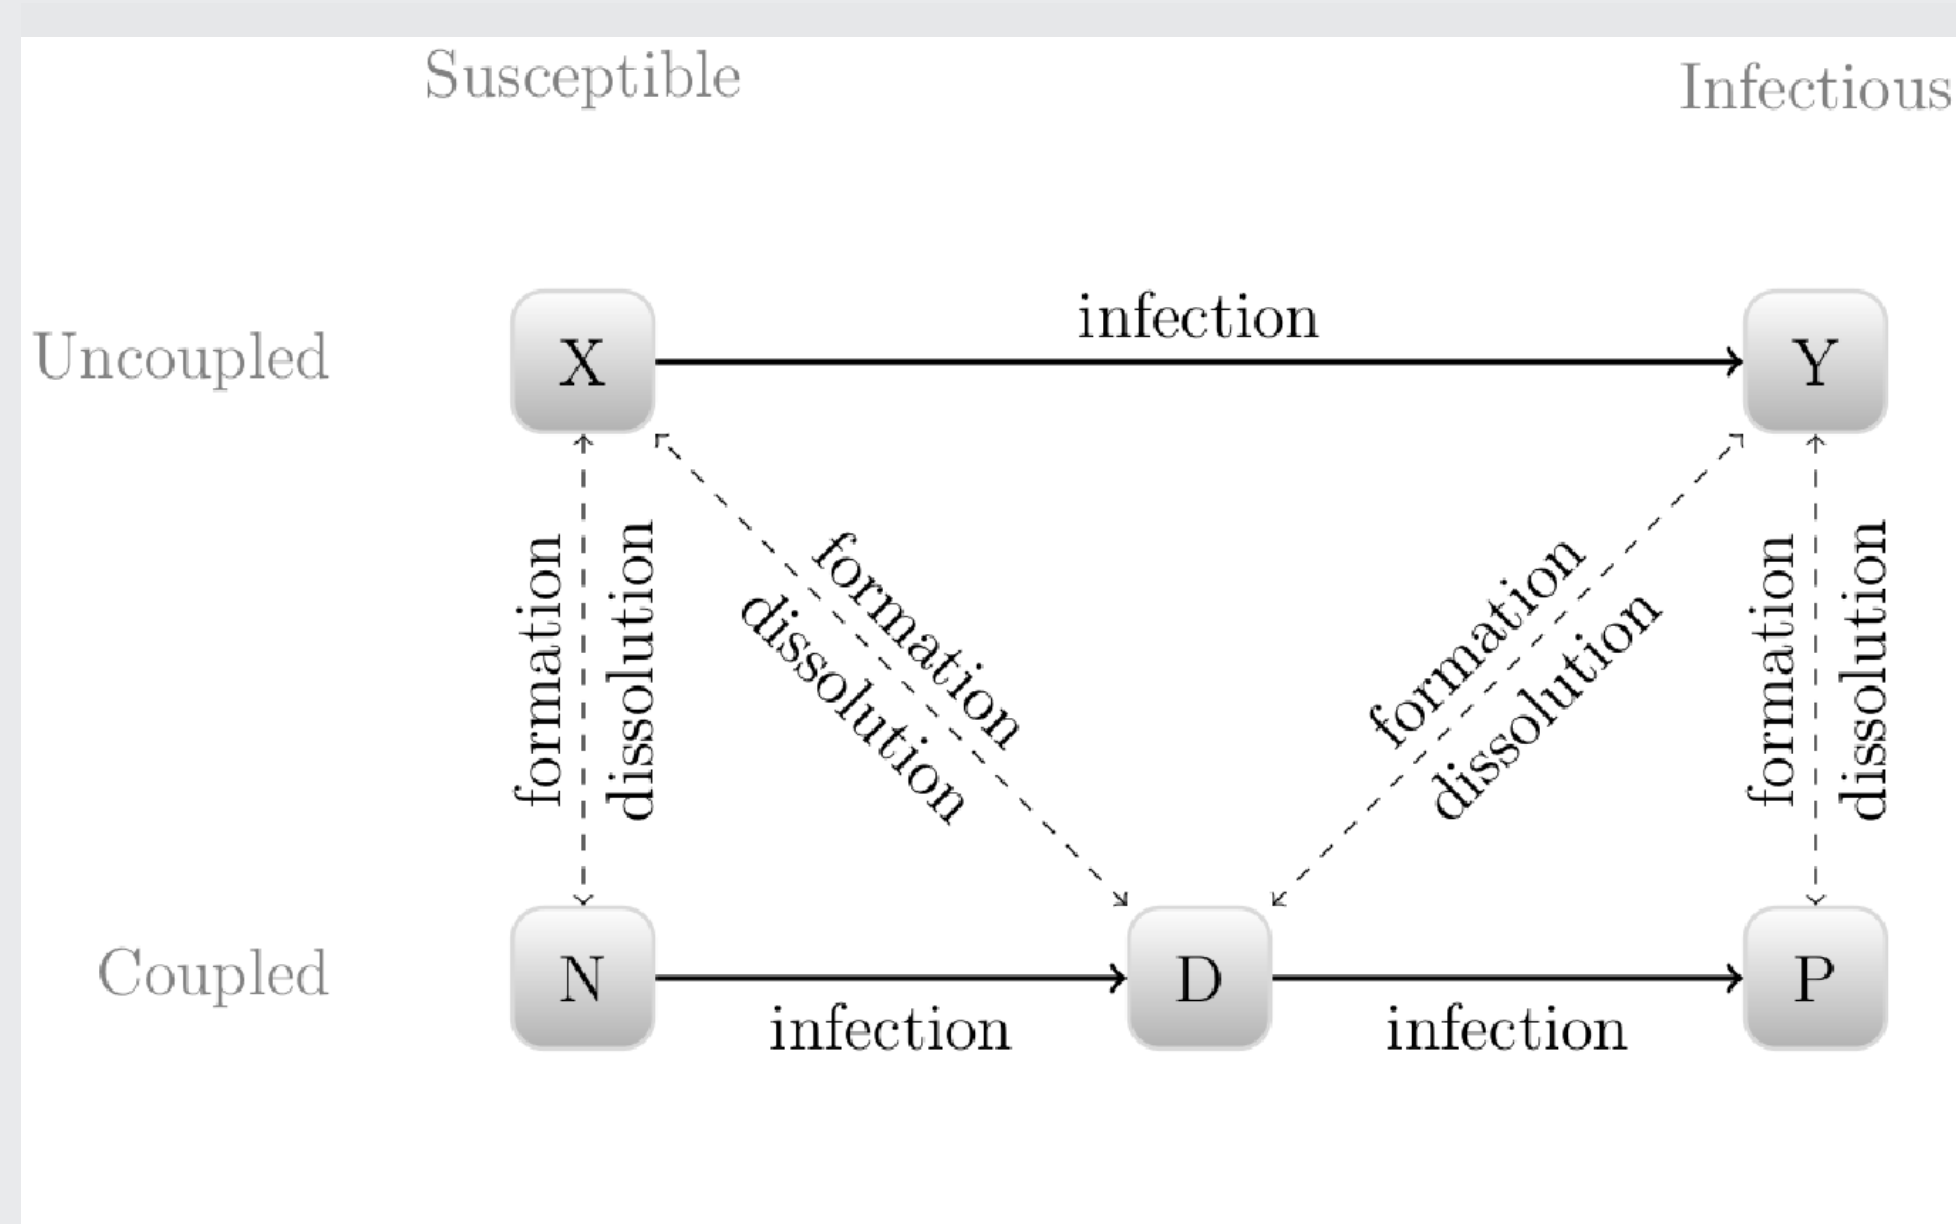 Susceptible
Infectious
infection
Uncoupled
X
Y
formation
dissolution
formation
dissolution
formation
dissolution
formation
dissolution
Coupled
N
D
P
infection
infection